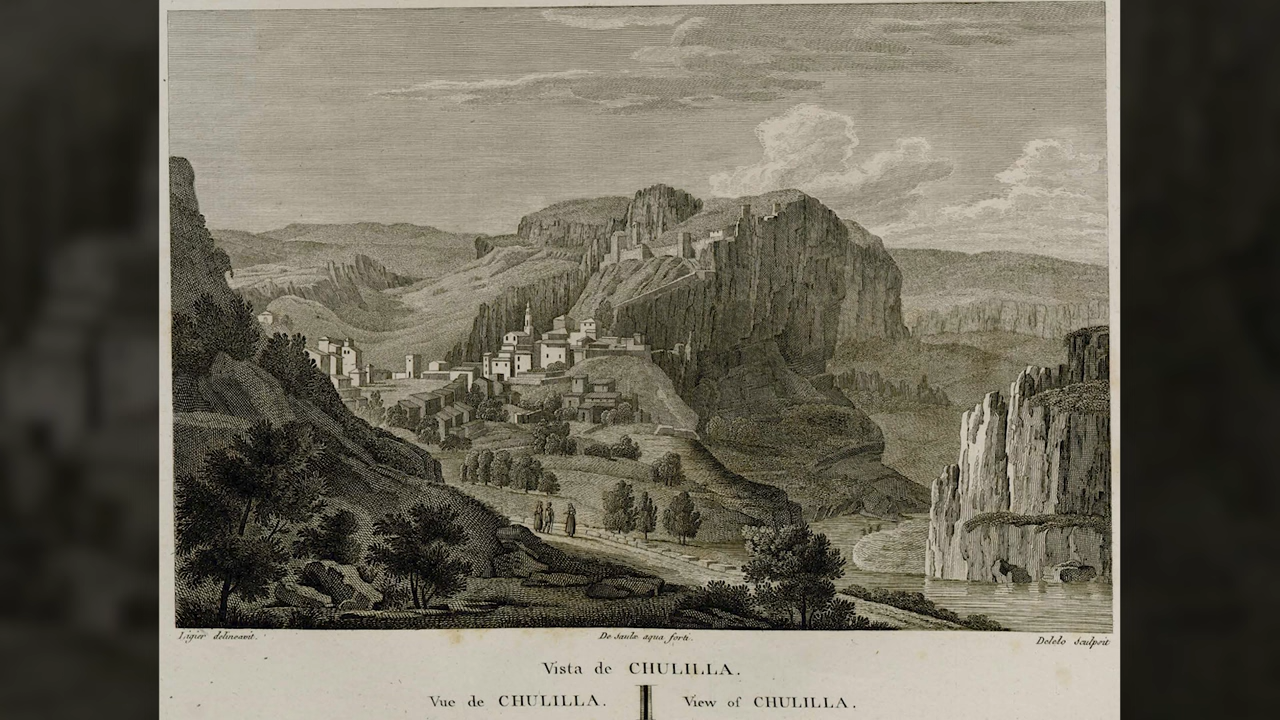 Ligier delineavit. De Saulx aqua forti. Delelo Sculpsit
Vista de CHULILLA.
Vue de CHULILLA. View of CHULILLA.